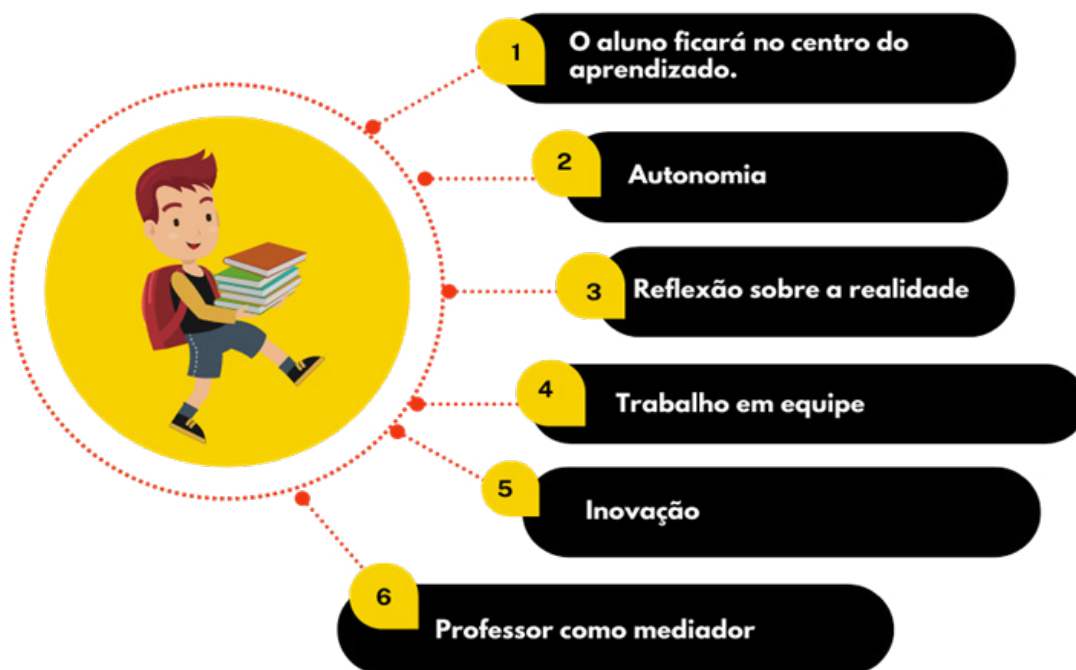 1
O aluno ficará no centro do
aprendizado.
2
Autonomia
3
Reflexão sobre a realidade
4
Trabalho em equipe
5
Inovação
6
Professor como mediador